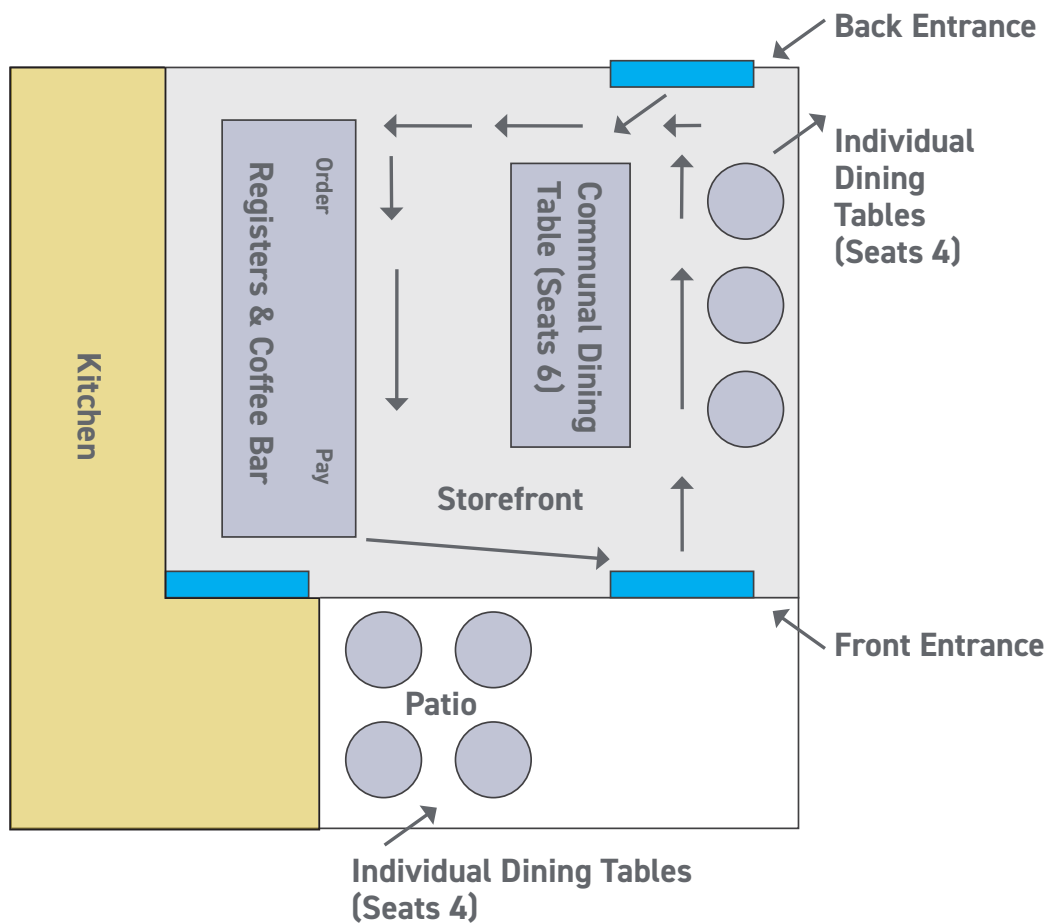 Back Entrance
Individual
Dining
Tables
(Seats 4)
Order
Registers & Coffee Bar
Pay
Communal Dining
Table (Seats 6)
Kitchen
Storefront
Front Entrance
Patio
Individual Dining Tables
(Seats 4)